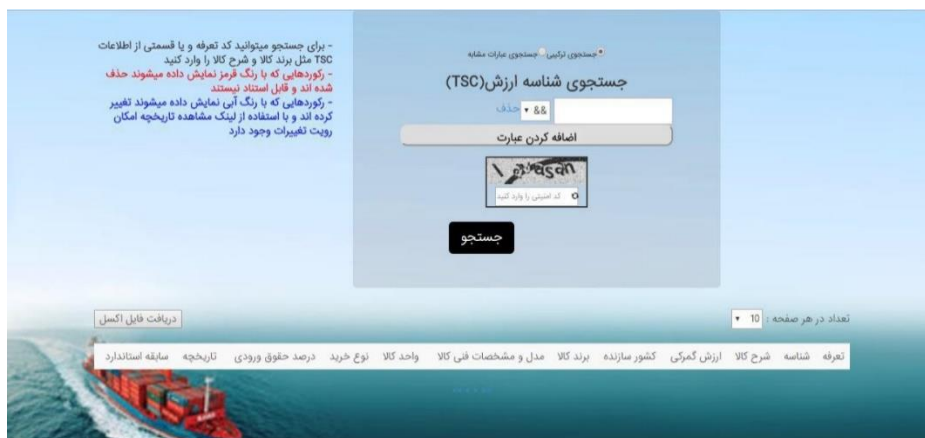 - برای جستجو میتوانید کد تعرفه و یا قسمتی از اطلاعات
TSC مثل برند کالا و شرح کالا را وارد کنید
- رکوردهایی که با رنگ قرمز نمایش داده میشوند حذف
شده اند و قابل استناد نیستند
- رکوردهایی که با رنگ آبی نمایش داده میشوند تغییر
کرده اند و با استفاده از لینک مشاهده تاریخچه امکان
رویت تغییرات وجود دارد
جستجوی ترکیبی جستجوی عبارات مشابه
جستجوی شناسه ارزش(TSC)
&& حذف
اضافه کردن عبارت
کد امنیتی را وارد کنید
جستجو
تعداد در هر صفحه : 10
دریافت فایل اکسل
تعرفه شناسه شرح کالا ارزش گمرکی کشور سازنده برند کالا مدل و مشخصات فنی کالا واحد کالا نوع خرید درصد حقوق ورودی تاریخچه سابقه استاندارد